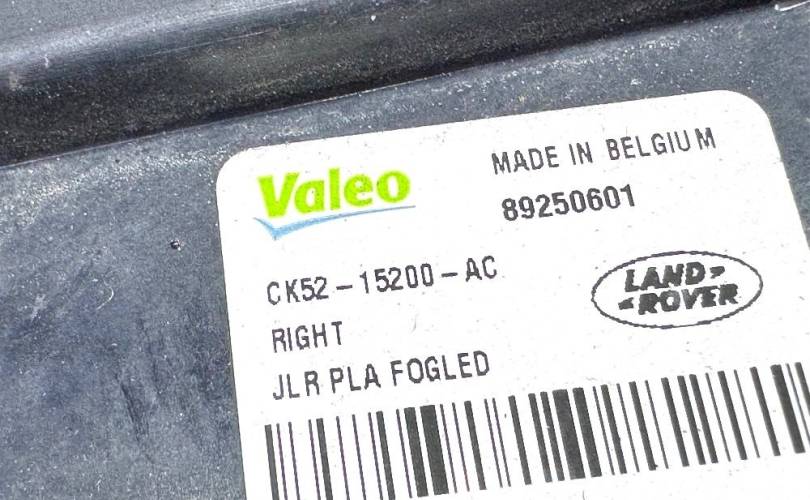 Valeo
MADE IN BELGIUM
89250601
CK52-15200-AC
LAND
ROVER
RIGHT
JLR PLA FOGLED